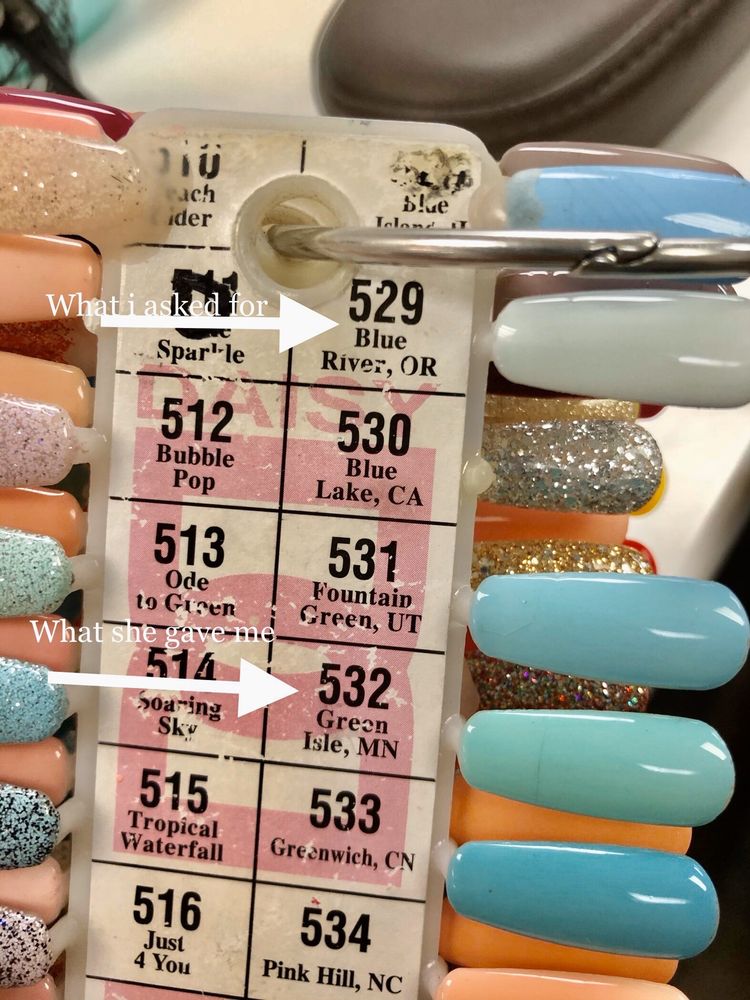 Blue
What i asked for
529
Blue
River, OR
Sparkle
DAISY
512
Bubble
Pop
530
Blue
Lake, CA
513
Ode
to Green
531
Fountain
Green, UT
What she gave me
514
Soaring
Sky
532
Green
Isle, MN
515
Tropical
Waterfall
533
Greenwich, CN
516
Just
4 You
534
Pink Hill, NC